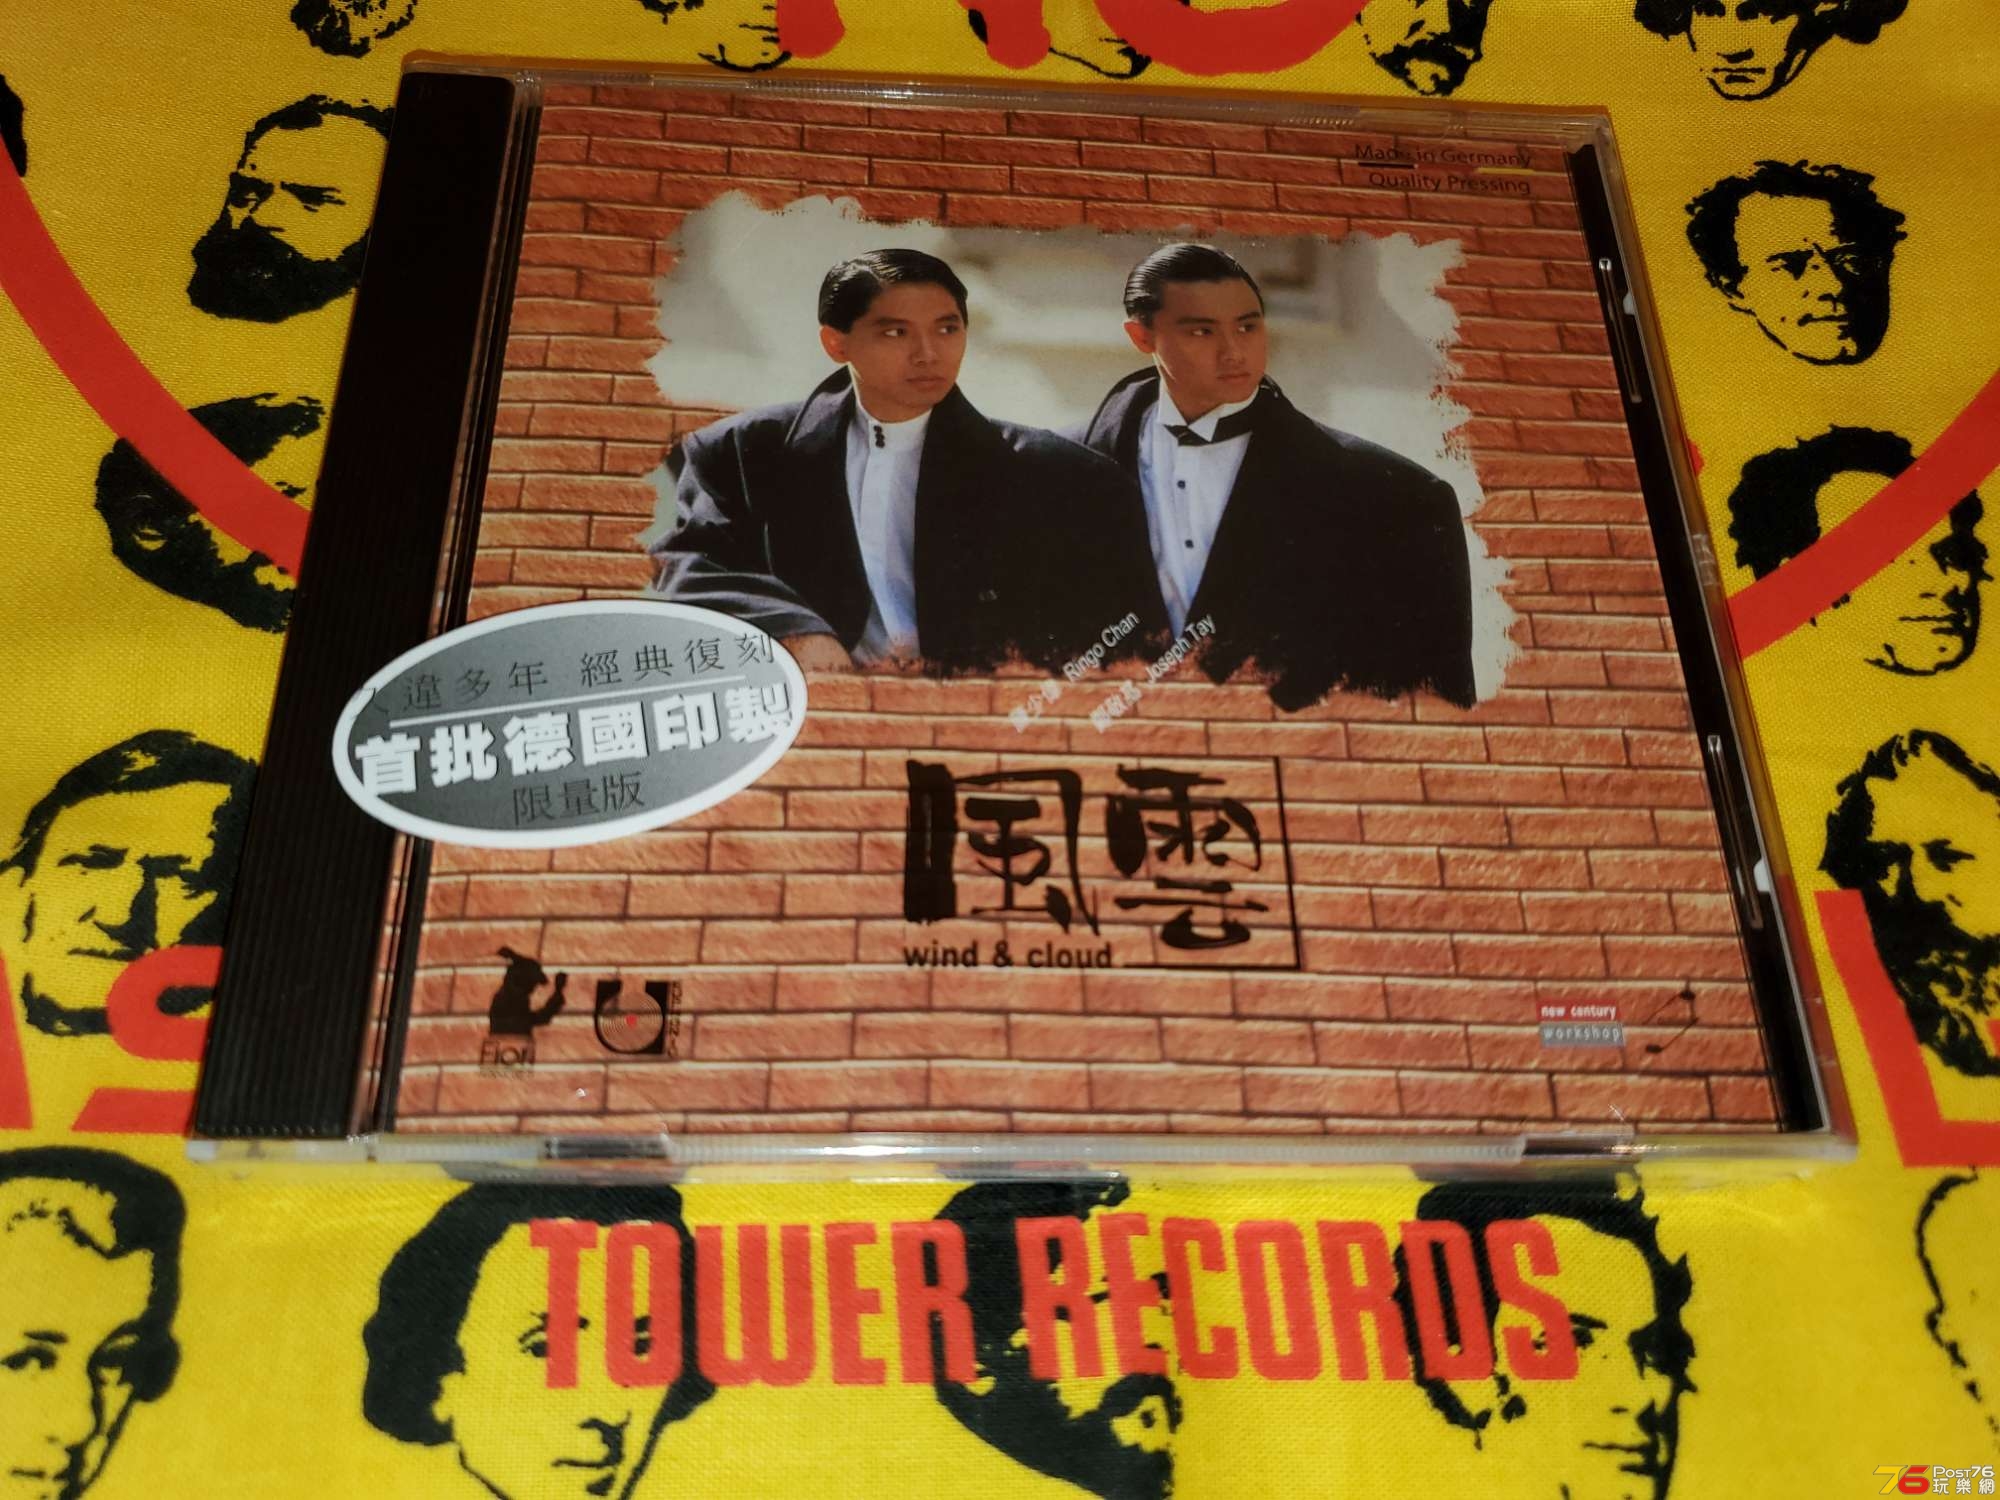 Made in Germany
Quality Pressing
Ringo Chan
Joseph Tay
久違多年 經典復刻
首批德國印製
限量版
風雲
wind & cloud
new century
workshop
TOWER RECORDS
76 POST76
玩樂網